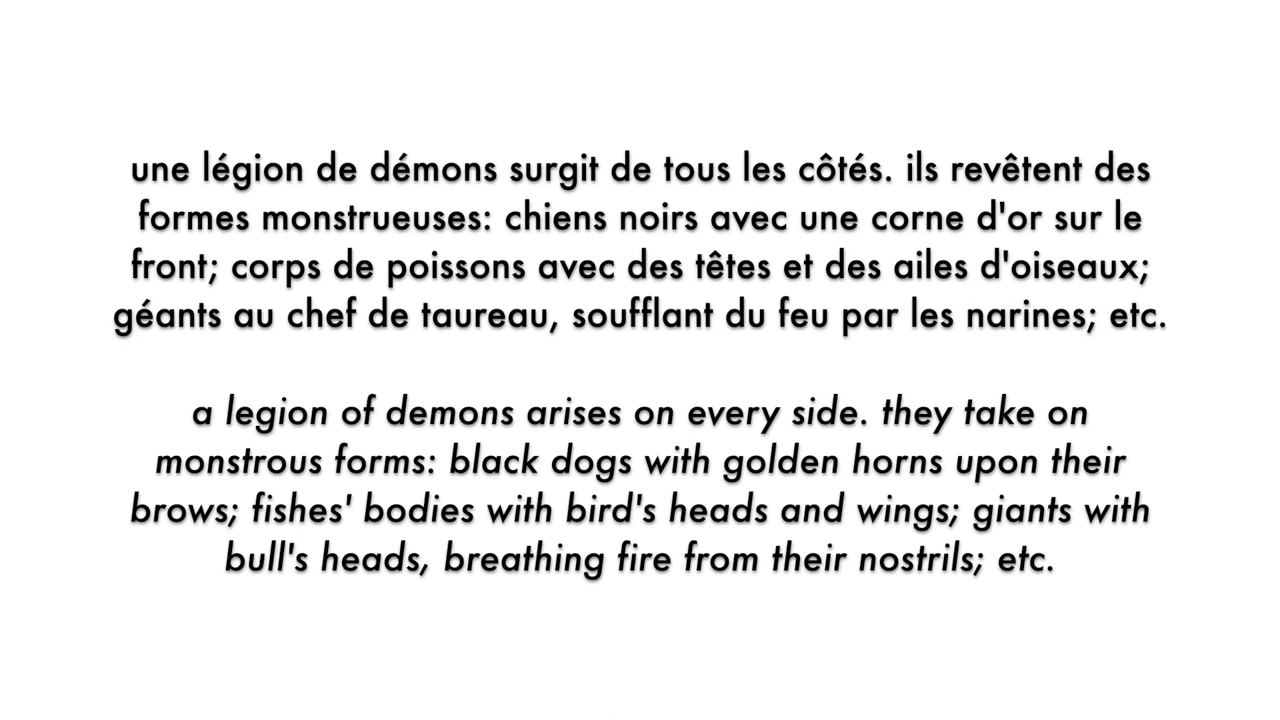 une légion de démons surgit de tous les côtés. ils revêtent des
formes monstrueuses: chiens noirs avec une corne d'or sur le
front; corps de poissons avec des têtes et des ailes d'oiseaux;
géants au chef de taureau, soufflant du feu par les narines; etc.
a legion of demons arises on every side. they take on
monstrous forms: black dogs with golden horns upon their
brows; fishes' bodies with bird's heads and wings; giants with
bull's heads, breathing fire from their nostrils; etc.